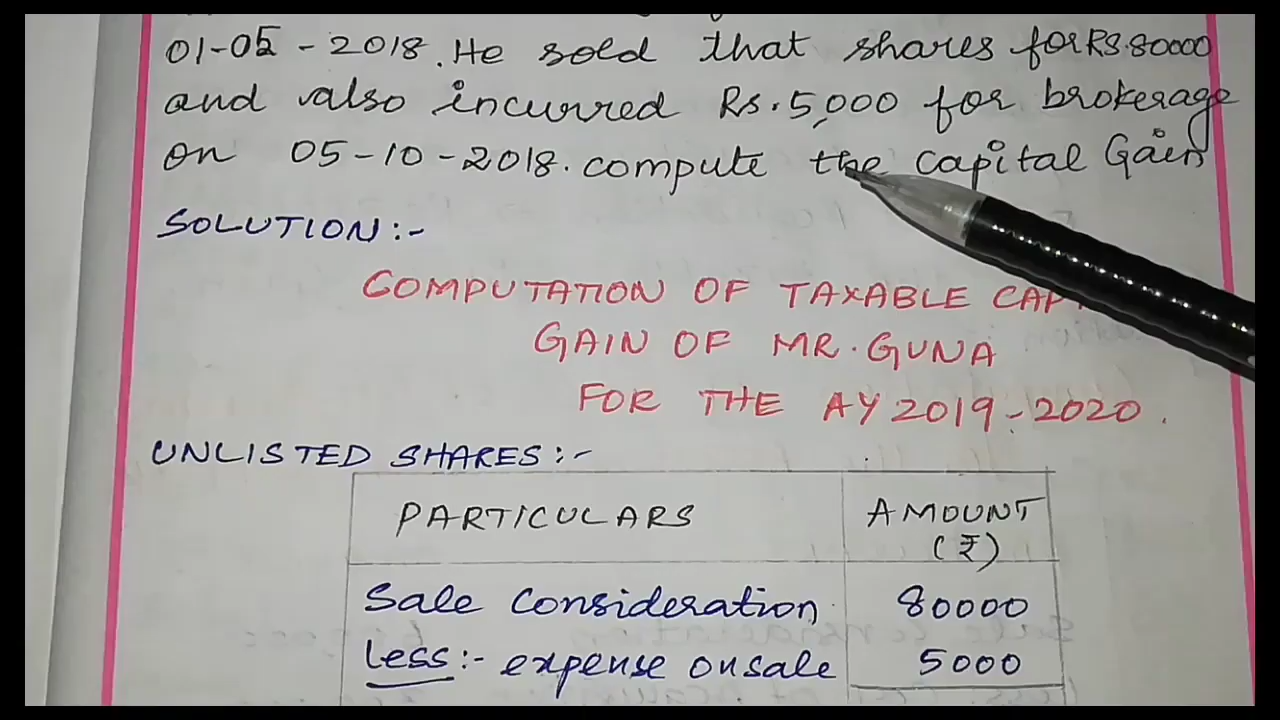 01-05-2018. He sold that shares for RS.80000
and also incurred Rs.5,000 for brokerage
on 05-10-2018. compute the Capital Gain
SOLUTION:-
COMPUTATION OF TAXABLE
GAIN OF MR. GUNA
FOR THE AY 2019-2020.
UNLISTED SHARES:-
PARTICULARS AMOUNT
(₹)
Sale Consideration 80000
Less:- expense on sale 5000